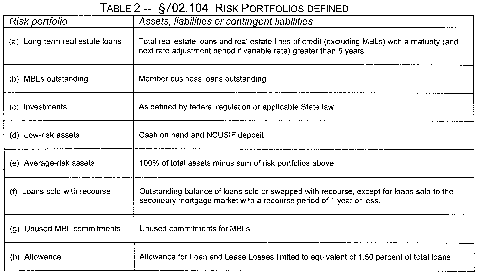 TABLE 2 -- §702.104 RISK PORTFOLIOS DEFINED
Risk portfolio Assets, liabilities or contingent liabilities
(a) Long-term real estate loans Total real estate loans and real estate lines of credit (excluding MBLs) with a maturity (and
next rate adjustment period if variable rate) greater than 5 years
(b) MBLs outstanding Member business loans outstanding
(c) Investments As defined by federal regulation or applicable State law
(d) Low-risk assets Cash on hand and NCUSIF deposit
(e) Average-risk assets 100% of total assets minus sum of risk portfolios above
(f) Loans sold with recourse Outstanding balance of loans sold or swapped with recourse, except for loans sold to the
secondary mortgage market with a recourse period of 1 year or less.
(g) Unused MBL commitments Unused commitments for MBLs
(h) Allowance Allowance for Loan and Lease Losses limited to equivalent of 1.50 percent of total loans